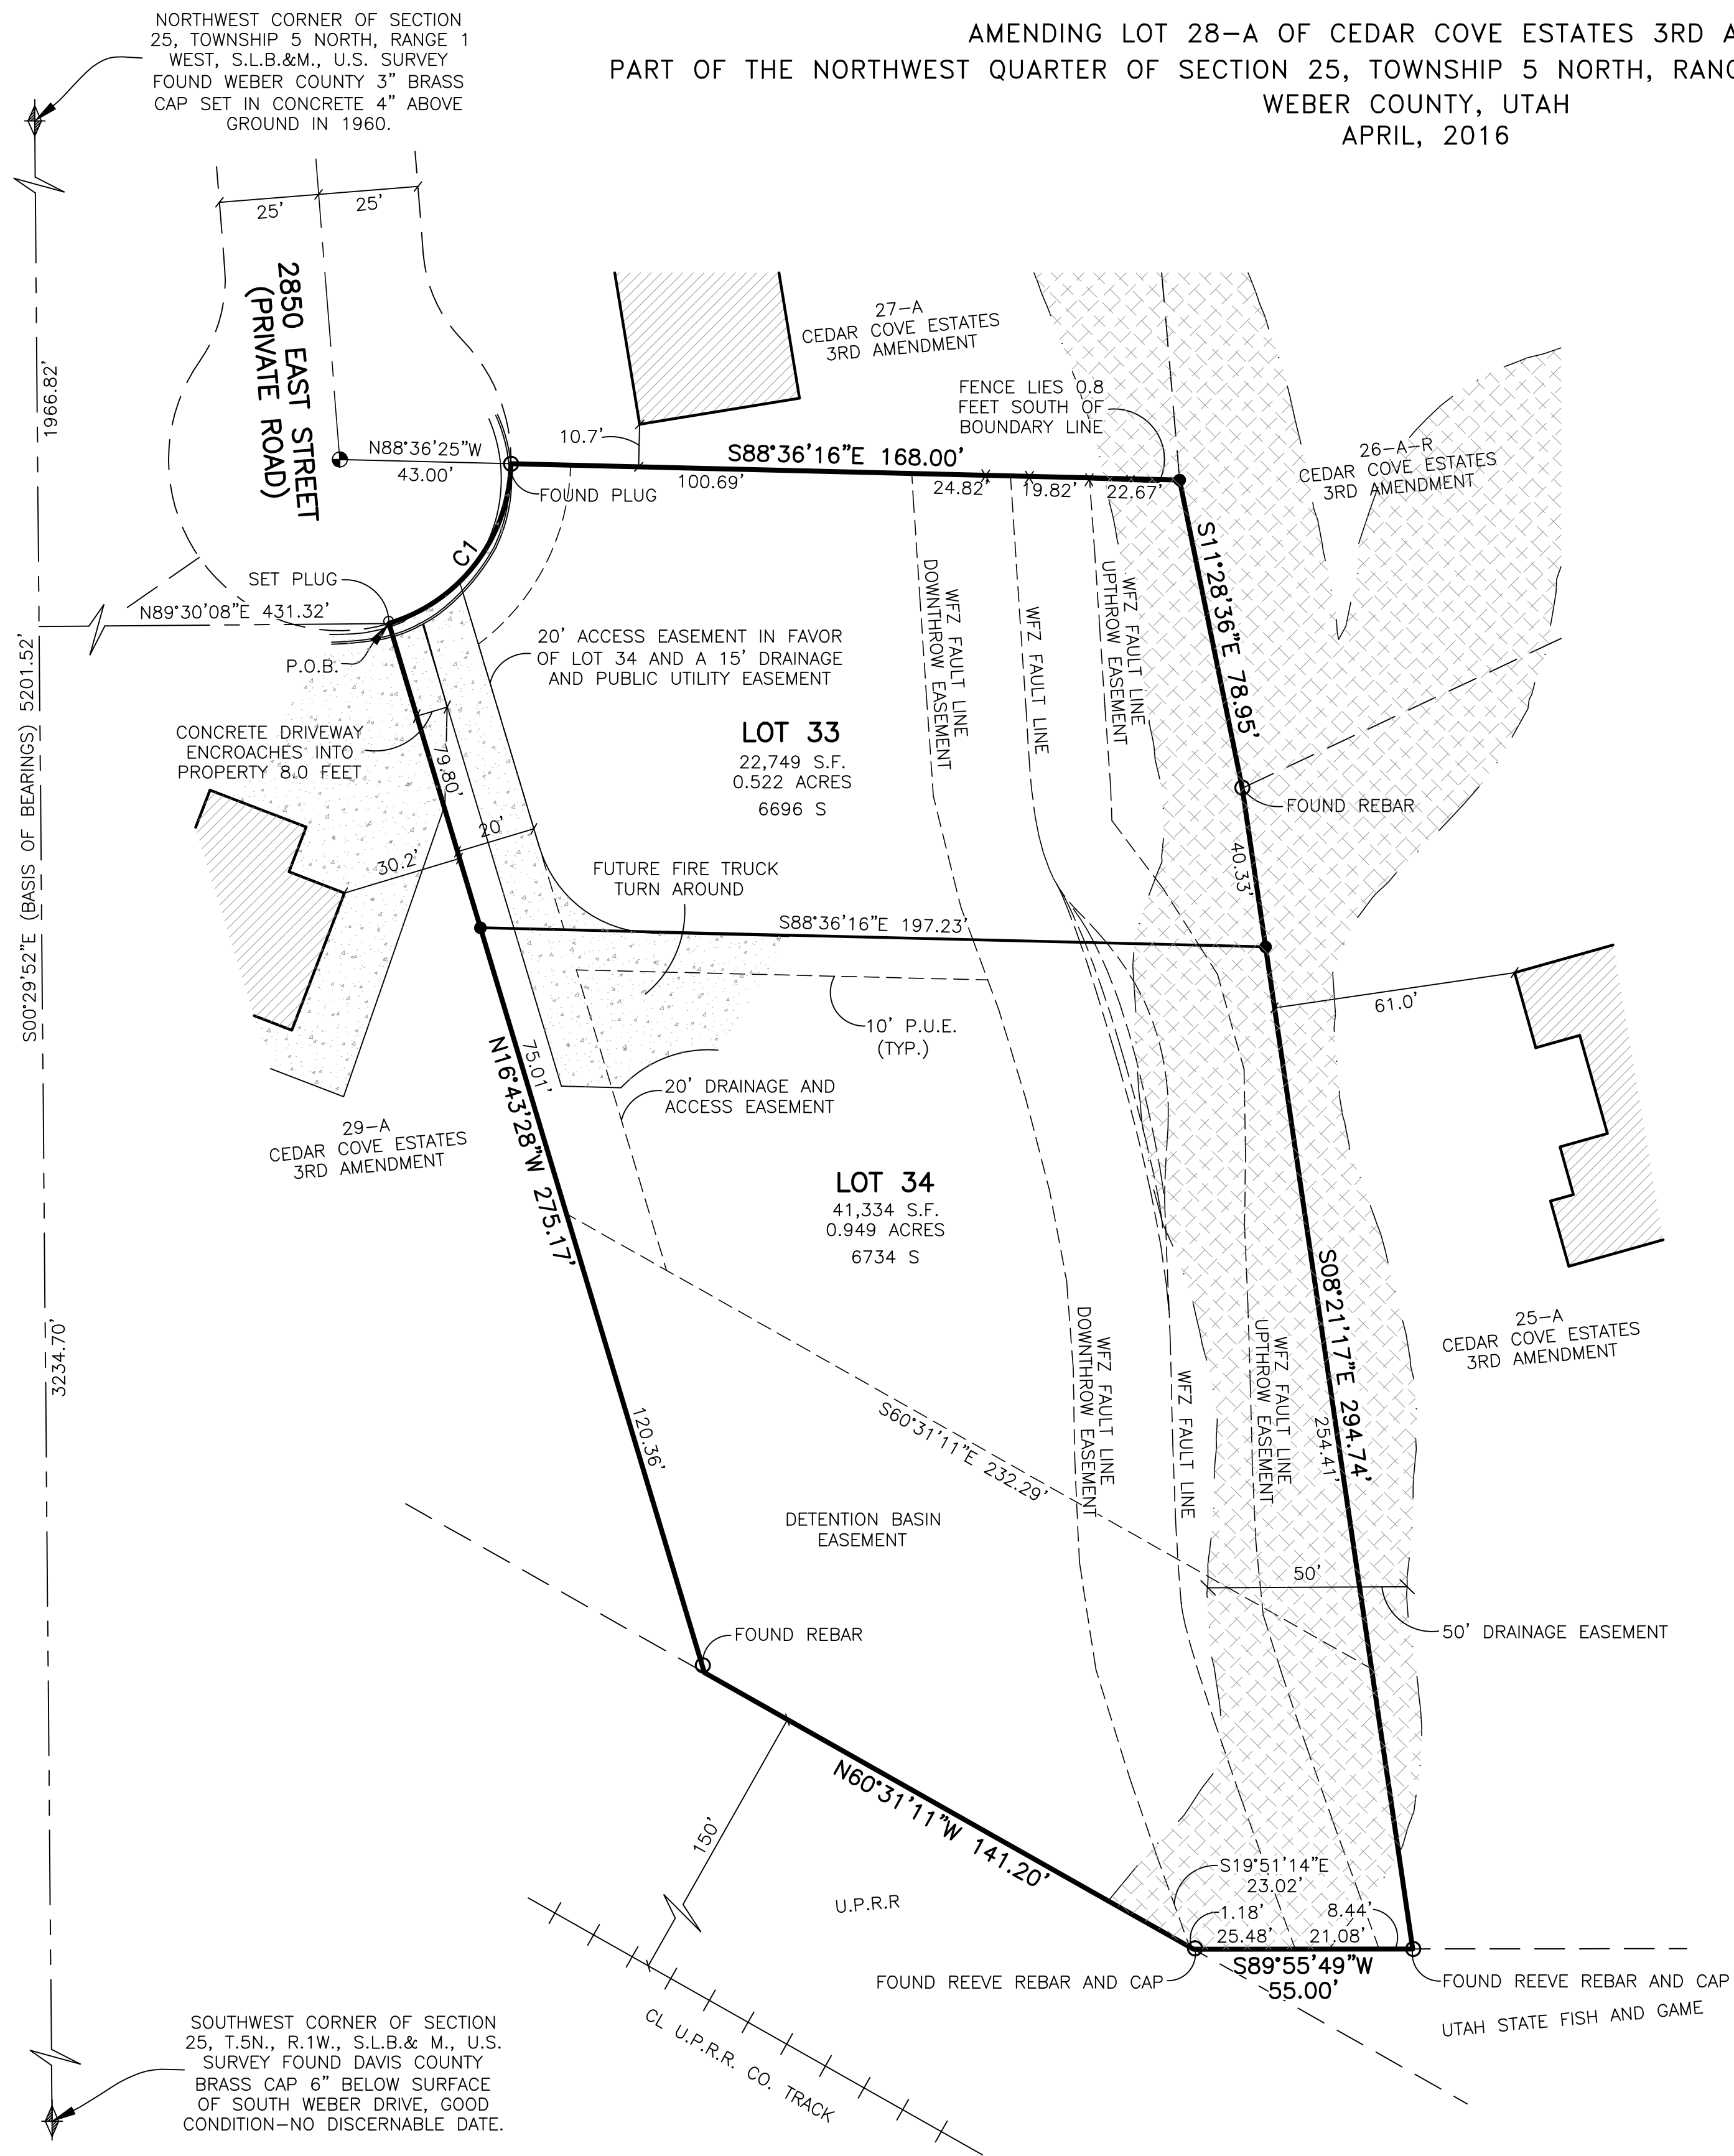 AMENDING LOT 28-A OF CEDAR COVE ESTATES 3RD
PART OF THE NORTHWEST QUARTER OF SECTION 25, TOWNSHIP 5 NORTH,
WEBER COUNTY, UTAH
APRIL, 2016
NORTHWEST CORNER OF SECTION
25, TOWNSHIP 5 NORTH, RANGE 1
WEST, S.L.B.&M., U.S. SURVEY
FOUND WEBER COUNTY 3" BRASS
CAP SET IN CONCRETE 4" ABOVE
GROUND IN 1960.
25'
25'
2850 EAST STREET
(PRIVATE ROAD)
1966.82'
27-A
CEDAR COVE ESTATES
3RD AMENDMENT
FENCE LIES 0.8
FEET SOUTH OF
BOUNDARY LINE
26-A-R
CEDAR COVE ESTATES
3RD AMENDMENT
N88°36'25"W
43.00'
10.7'
S88°36'16"E 168.00'
100.69'
24.82'
19.82'
22.67'
FOUND PLUG
C1
SET PLUG
N89°30'08"E 431.32'
P.O.B.
S11°28'36"E 78.95'
WFZ FAULT LINE
DOWNTHROW EASEMENT
WFZ FAULT LINE
WFZ FAULT LINE
UPTHROW EASEMENT
20' ACCESS EASEMENT IN FAVOR
OF LOT 34 AND A 15' DRAINAGE
AND PUBLIC UTILITY EASEMENT
CONCRETE DRIVEWAY
ENCROACHES INTO
PROPERTY 8.0 FEET
79.80'
LOT 33
22,749 S.F.
0.522 ACRES
6696 S
FOUND REBAR
S00°29'52"E (BASIS OF BEARINGS) 5201.52'
20'
30.2'
40.33'
FUTURE FIRE TRUCK
TURN AROUND
S88°36'16"E 197.23'
61.0'
10' P.U.E.
(TYP.)
75.01'
N16°43'28"W 275.17'
20' DRAINAGE AND
ACCESS EASEMENT
29-A
CEDAR COVE ESTATES
3RD AMENDMENT
LOT 34
41,334 S.F.
0.949 ACRES
6734 S
S08°21'17"E 294.74'
254.41'
25-A
CEDAR COVE ESTATES
3RD AMENDMENT
3234.70'
WFZ FAULT LINE
DOWNTHROW EASEMENT
WFZ FAULT LINE
WFZ FAULT LINE
UPTHROW EASEMENT
120.36'
S60°31'11"E 232.29'
DETENTION BASIN
EASEMENT
50'
50' DRAINAGE EASEMENT
FOUND REBAR
N60°31'11"W 141.20'
150'
U.P.R.R
S19°51'14"E
23.02'
1.18'
8.44'
25.48'
21.08'
S89°55'49"W
55.00'
FOUND REEVE REBAR AND CAP
FOUND REEVE REBAR AND CAP
UTAH STATE FISH AND GAME
CL U.P.R.R. CO. TRACK
SOUTHWEST CORNER OF SECTION
25, T.5N., R.1W., S.L.B.& M., U.S.
SURVEY FOUND DAVIS COUNTY
BRASS CAP 6" BELOW SURFACE
OF SOUTH WEBER DRIVE, GOOD
CONDITION-NO DISCERNABLE DATE.